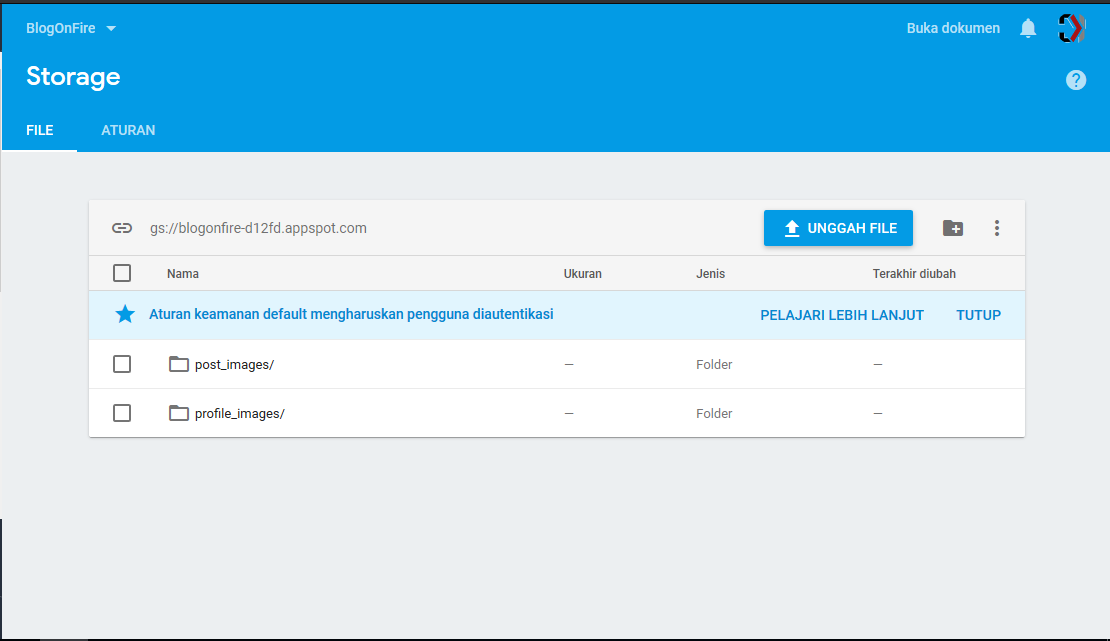 BlogOnFire
Buka dokumen
Storage
?
FILE ATURAN
gs://blogonfire-d12fd.appspot.com
UNGGAH FILE
Nama Ukuran Jenis Terakhir diubah
Aturan keamanan default mengharuskan pengguna diautentikasi PELAJARI LEBIH LANJUT TUTUP
post_images/ — Folder —
profile_images/ — Folder —